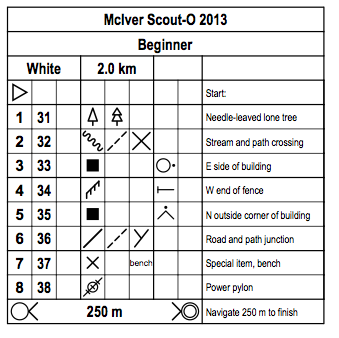 McIver Scout-O 2013
Beginner
White 2.0 km
Start:
1 31 Needle-leaved lone tree
2 32 Stream and path crossing
3 33 E side of building
4 34 W end of fence
5 35 N outside corner of building
6 36 Road and path junction
7 37 bench Special item, bench
8 38 Power pylon
250 m Navigate 250 m to finish